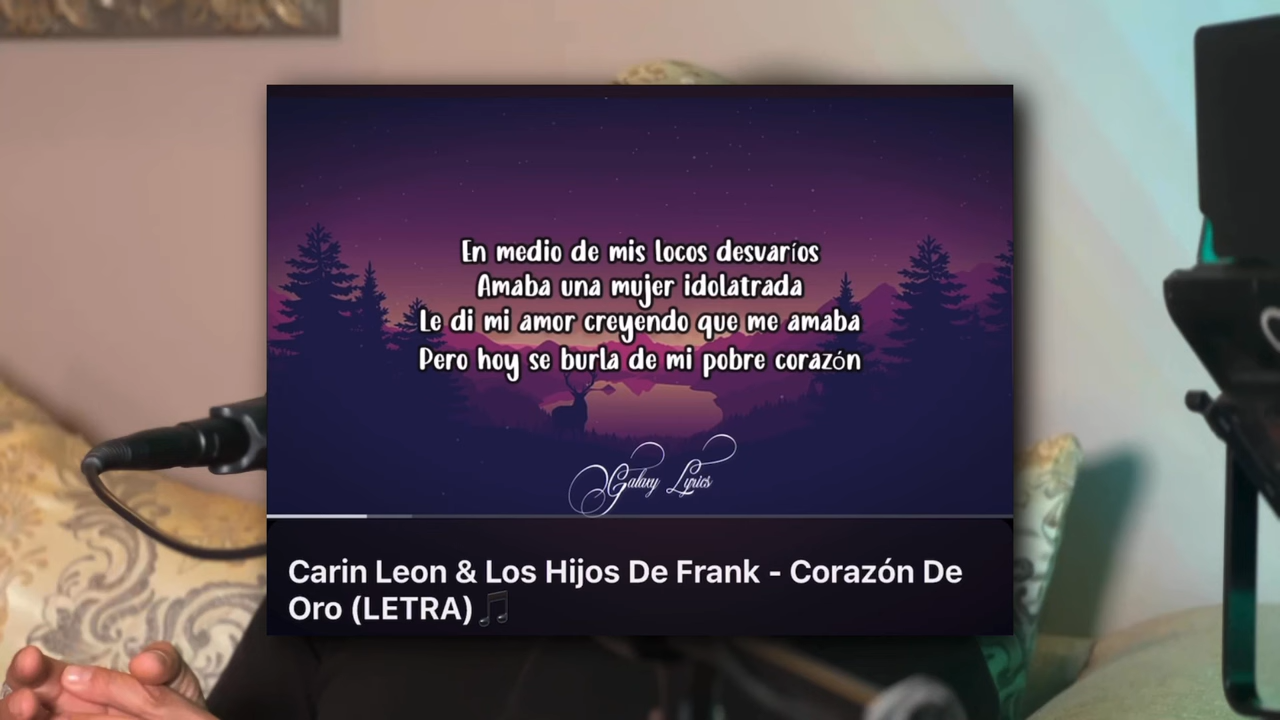 En medio de mis locos desvaríos
Amaba una mujer idolatrada
Le di mi amor creyendo que me amaba
Pero hoy se burla de mi pobre corazón
Galaxy Lyrics
Carin Leon & Los Hijos De Frank - Corazón De
Oro (LETRA)🎵